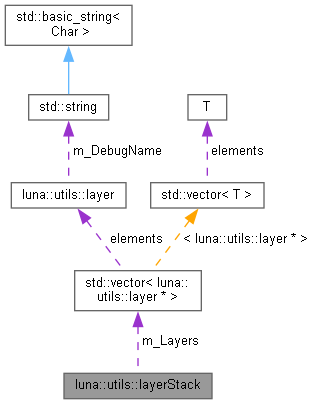 std::basic_string<
Char >
std::string
T
m_DebugName
elements
luna::utils::layer
std::vector< T >
elements
< luna::utils::layer * >
std::vector< luna::
utils::layer * >
m_Layers
luna::utils::layerStack